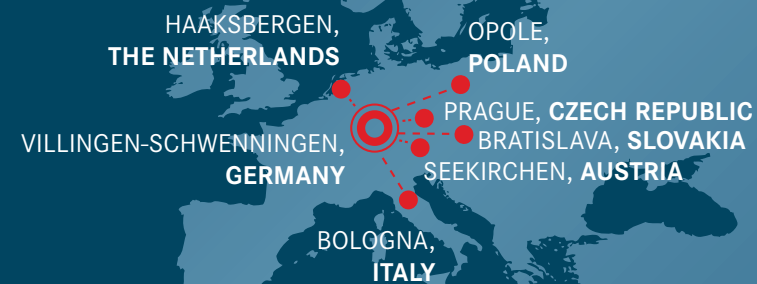 HAAKSBERGEN,
THE NETHERLANDS
OPOLE,
POLAND
PRAGUE, CZECH REPUBLIC
BRATISLAVA, SLOVAKIA
SEEKIRCHEN, AUSTRIA
VILLINGEN-SCHWENNINGEN,
GERMANY
BOLOGNA,
ITALY